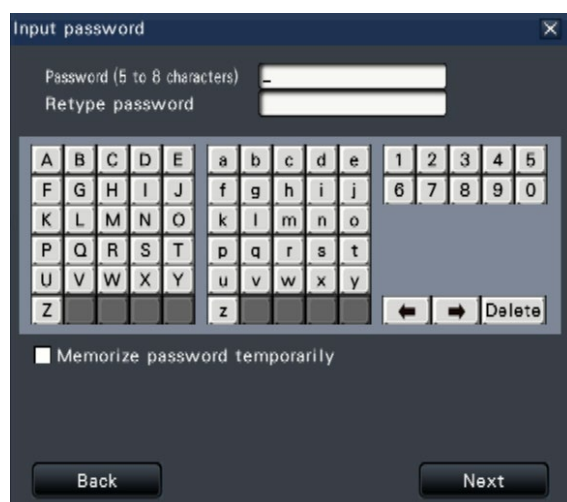 Input password ×
Password (5 to 8 characters) _
Retype password
A B C D E a b c d e 1 2 3 4 5
F G H I J f g h i j 6 7 8 9 0
K L M N O k l m n o
P Q R S T p q r s t
U V W X Y u v w x y
Z z ← → Delete
Memorize password temporarily
Back Next